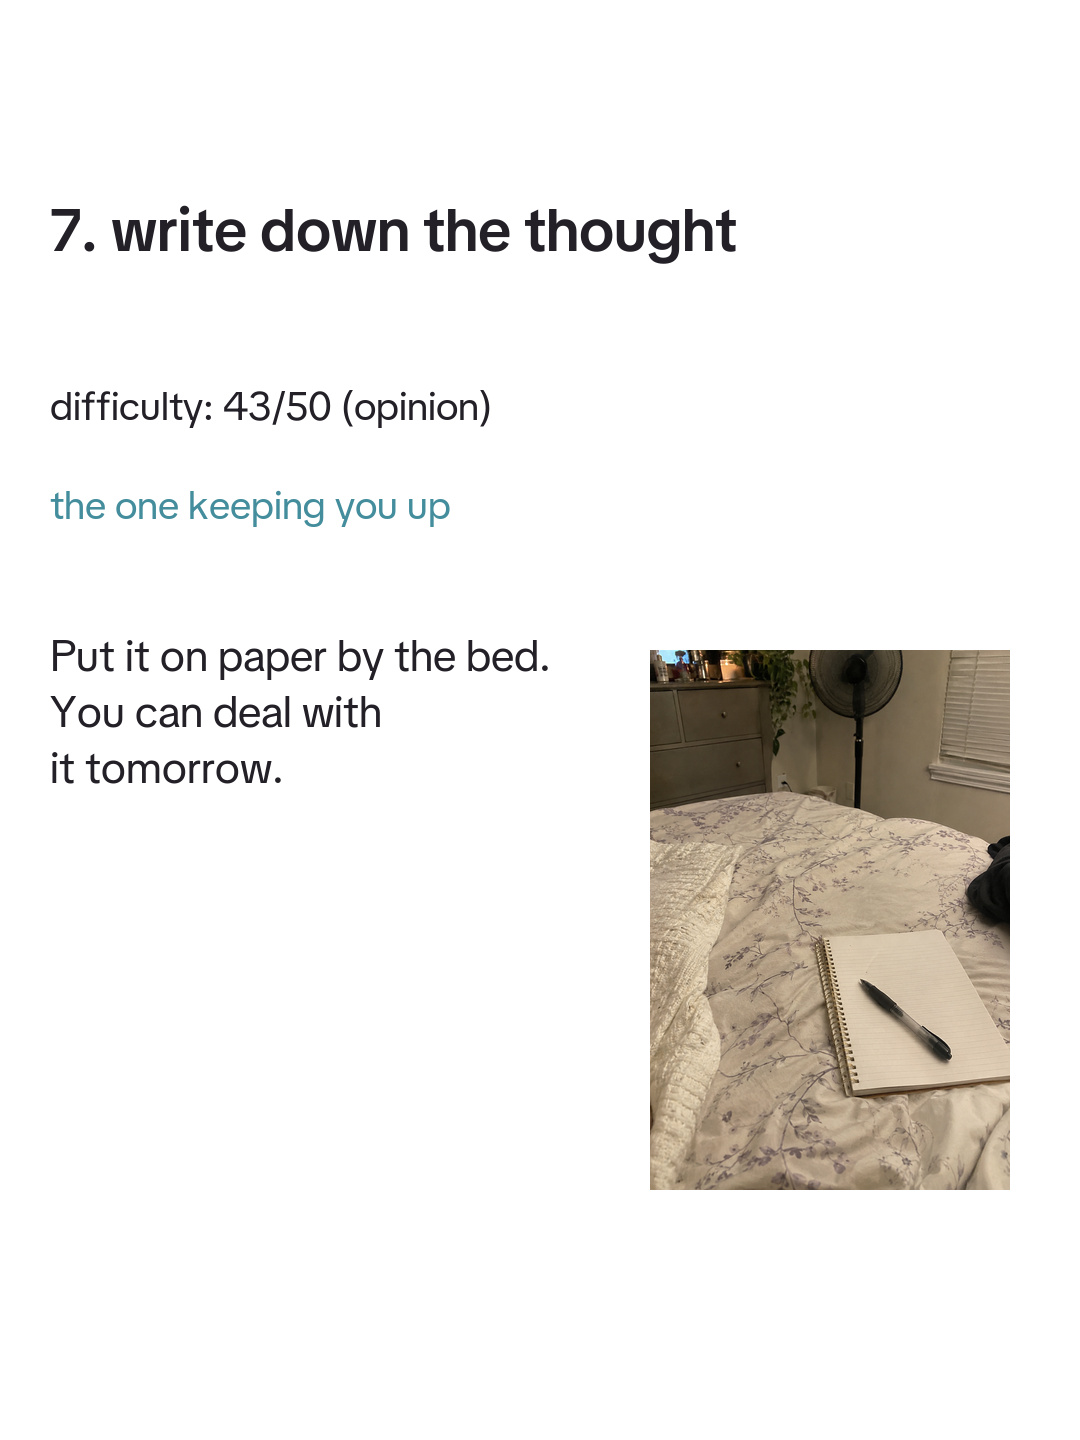 7. write down the thought
difficulty: 43/50 (opinion)
the one keeping you up
Put it on paper by the bed.
You can deal with
it tomorrow.